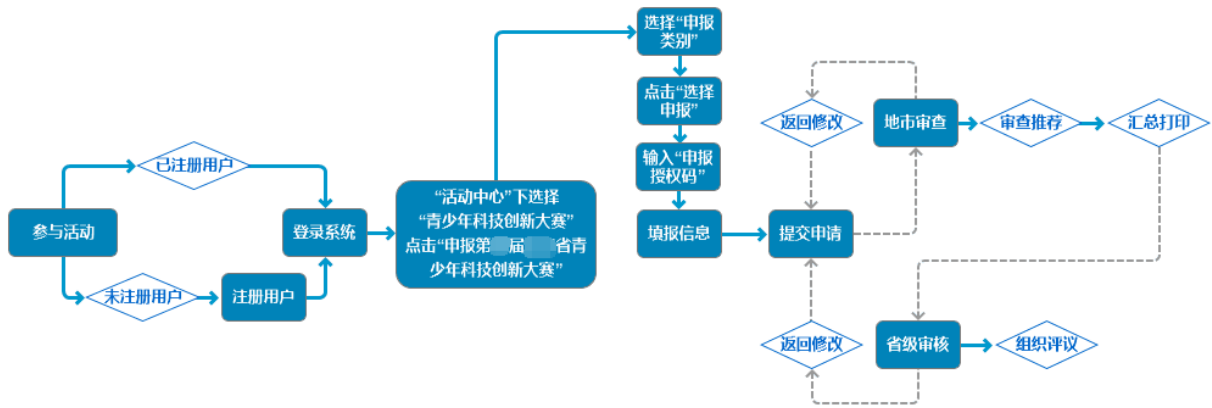 参与活动
已注册用户
未注册用户
注册用户
登录系统
“活动中心”下选择
“青少年科技创新大赛”
点击“申报第 届 省青
少年科技创新大赛”
选择“申报
类别”
点击“选择
申报”
输入“申报
授权码”
填报信息
提交申请
返回修改
地市审查
审查推荐
汇总打印
返回修改
省级审核
组织评议